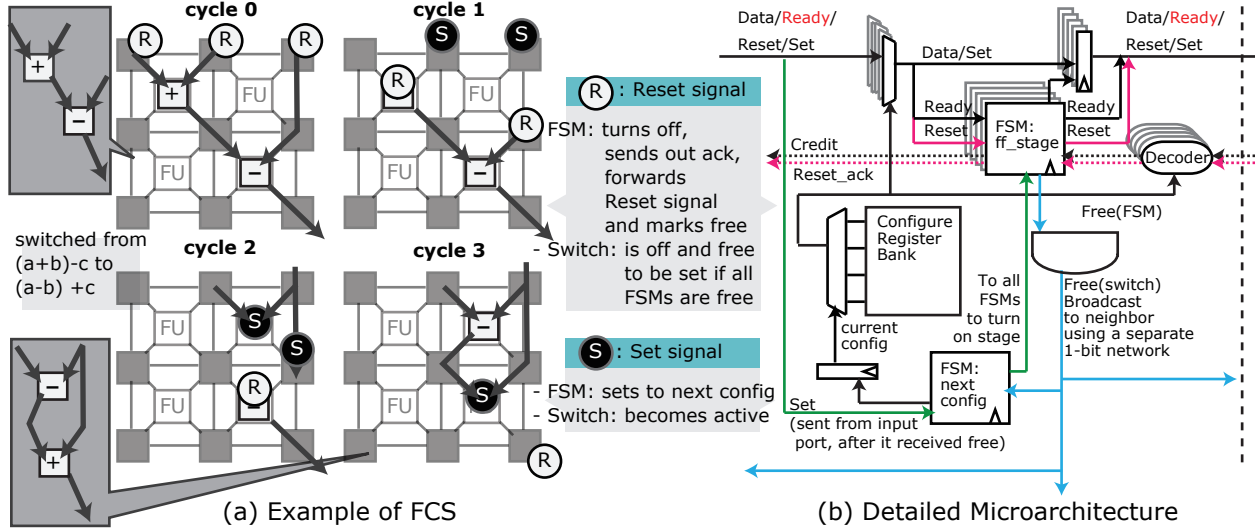 cycle 0
cycle 1
R
R
R
S
S
+
FU
R
FU
R
+
-
FU
-
FU
-
switched from
(a+b)-c to
(a-b) +c
cycle 2
cycle 3
S
FU
S
FU
-
-
FU
R
-
FU
S
+
R
(a) Example of FCS
R : Reset signal
FSM: turns off,
sends out ack,
forwards
Reset signal
and marks free
- Switch: is off and free
to be set if all
FSMs are free
S : Set signal
- FSM: sets to next config
- Switch: becomes active
Data/Ready/
Reset/Set
Data/Set
Data/Ready/
Reset/Set
Ready
Reset
FSM:
ff_stage
Ready
Reset
Credit
Reset_ack
Decoder
Free(FSM)
Configure
Register
Bank
To all
FSMs
to turn
on stage
Free(switch)
Broadcast
to neighbor
using a separate
1-bit network
current
config
FSM:
next
config
Set
(sent from input
port, after it received free)
(b) Detailed Microarchitecture